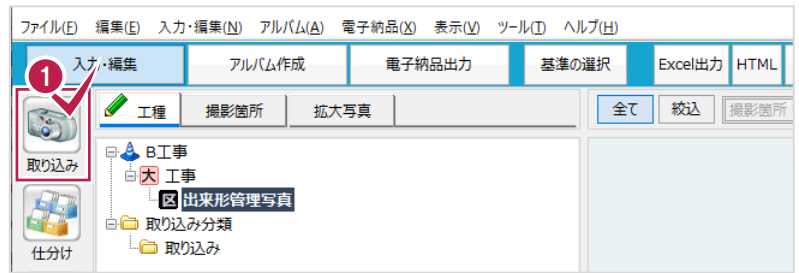 ファイル(F) 編集(E) 入力・編集(N) アルバム(A) 電子納品(X) 表示(V) ツール(T) ヘルプ(H)
入力・編集 アルバム作成 電子納品出力 基準の選択 Excel出力 HTML
1
工種 撮影箇所 拡大写真 全て 絞込 撮影箇所
取り込み
B工事
大 工事
区 出来形管理写真
取り込み分類
取り込み
仕分け